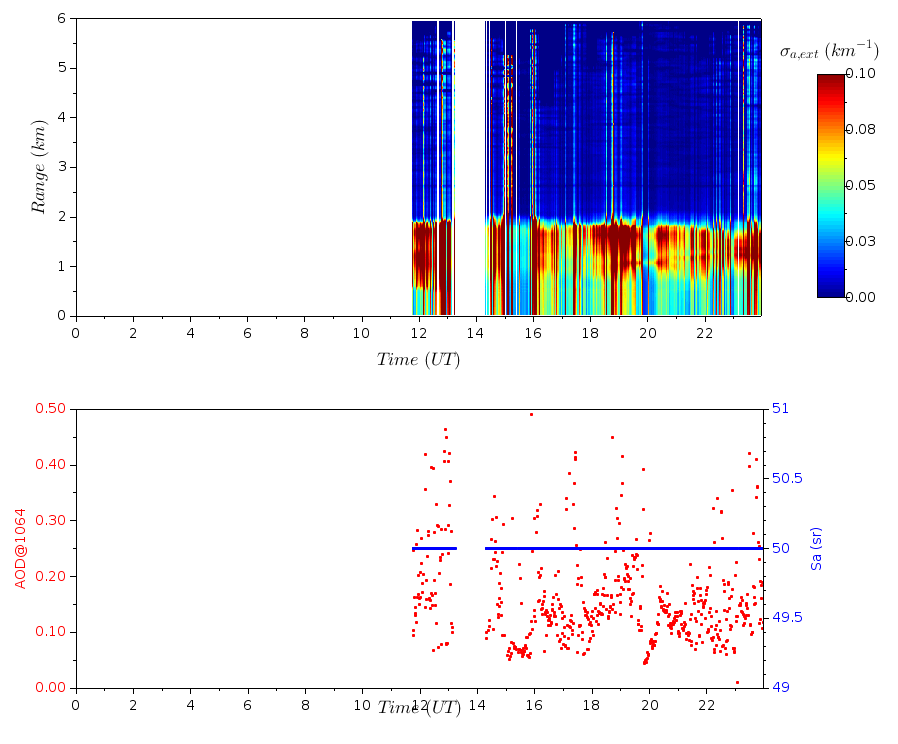 6
5
4
3
2
1
0
Range (km)
0 2 4 6 8 10 12 14 16 18 20 22
Time (UT)
σa,ext (km−1)
0.10
0.08
0.05
0.03
0.00
0.50
0.40
0.30
0.20
0.10
0.00
AOD@1064
51
50.5
50
49.5
49
Sa (sr)
0 2 4 6 8 10 12 14 16 18 20 22
Time (UT)